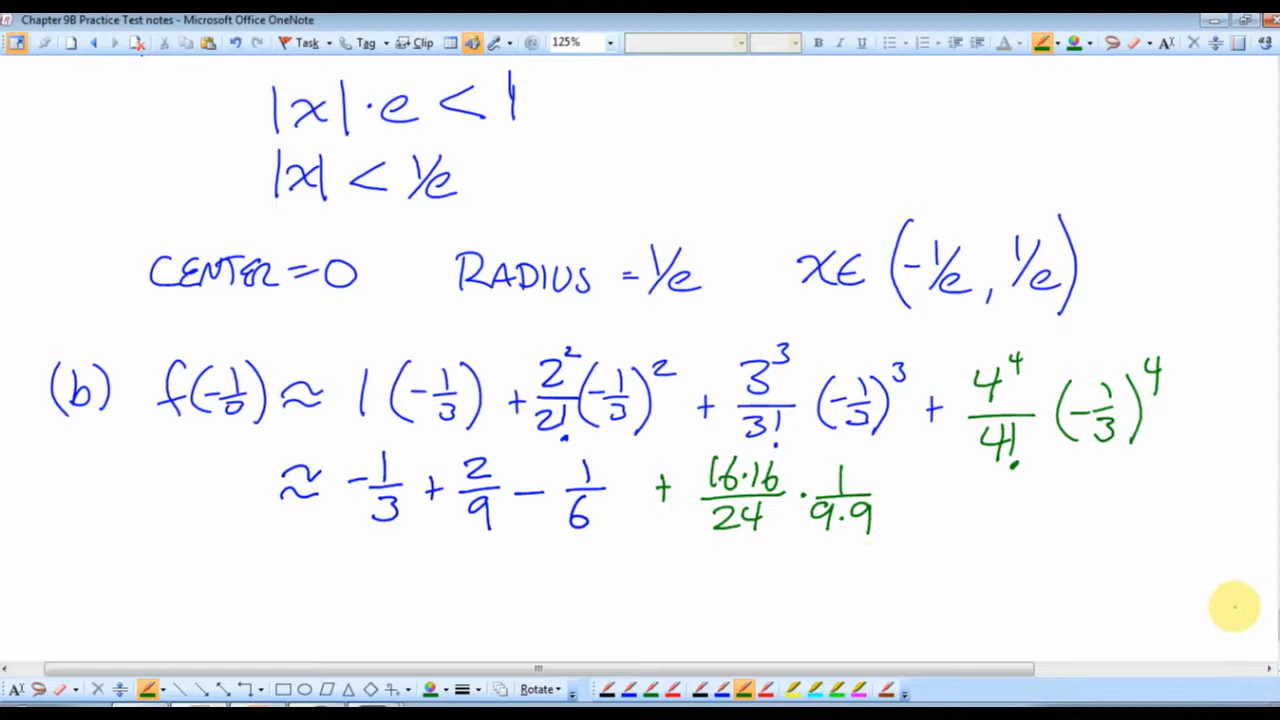 Chapter 9B Practice Test notes - Microsoft Office OneNote
Task Tag Clip 125% B I U A
|x| · e < 1
|x| < 1/e
CENTER = 0 RADIUS = 1/e x ∈ (-1/e, 1/e)
(b) f(-1/0) ≈ 1(-1/3) + 2²/2! (-1/3)² + 3³/3! (-1/3)³ + 4⁴/4! (-1/3)⁴
≈ -1/3 + 2/9 - 1/6 + 16·16/24 · 1/9·9
Rotate